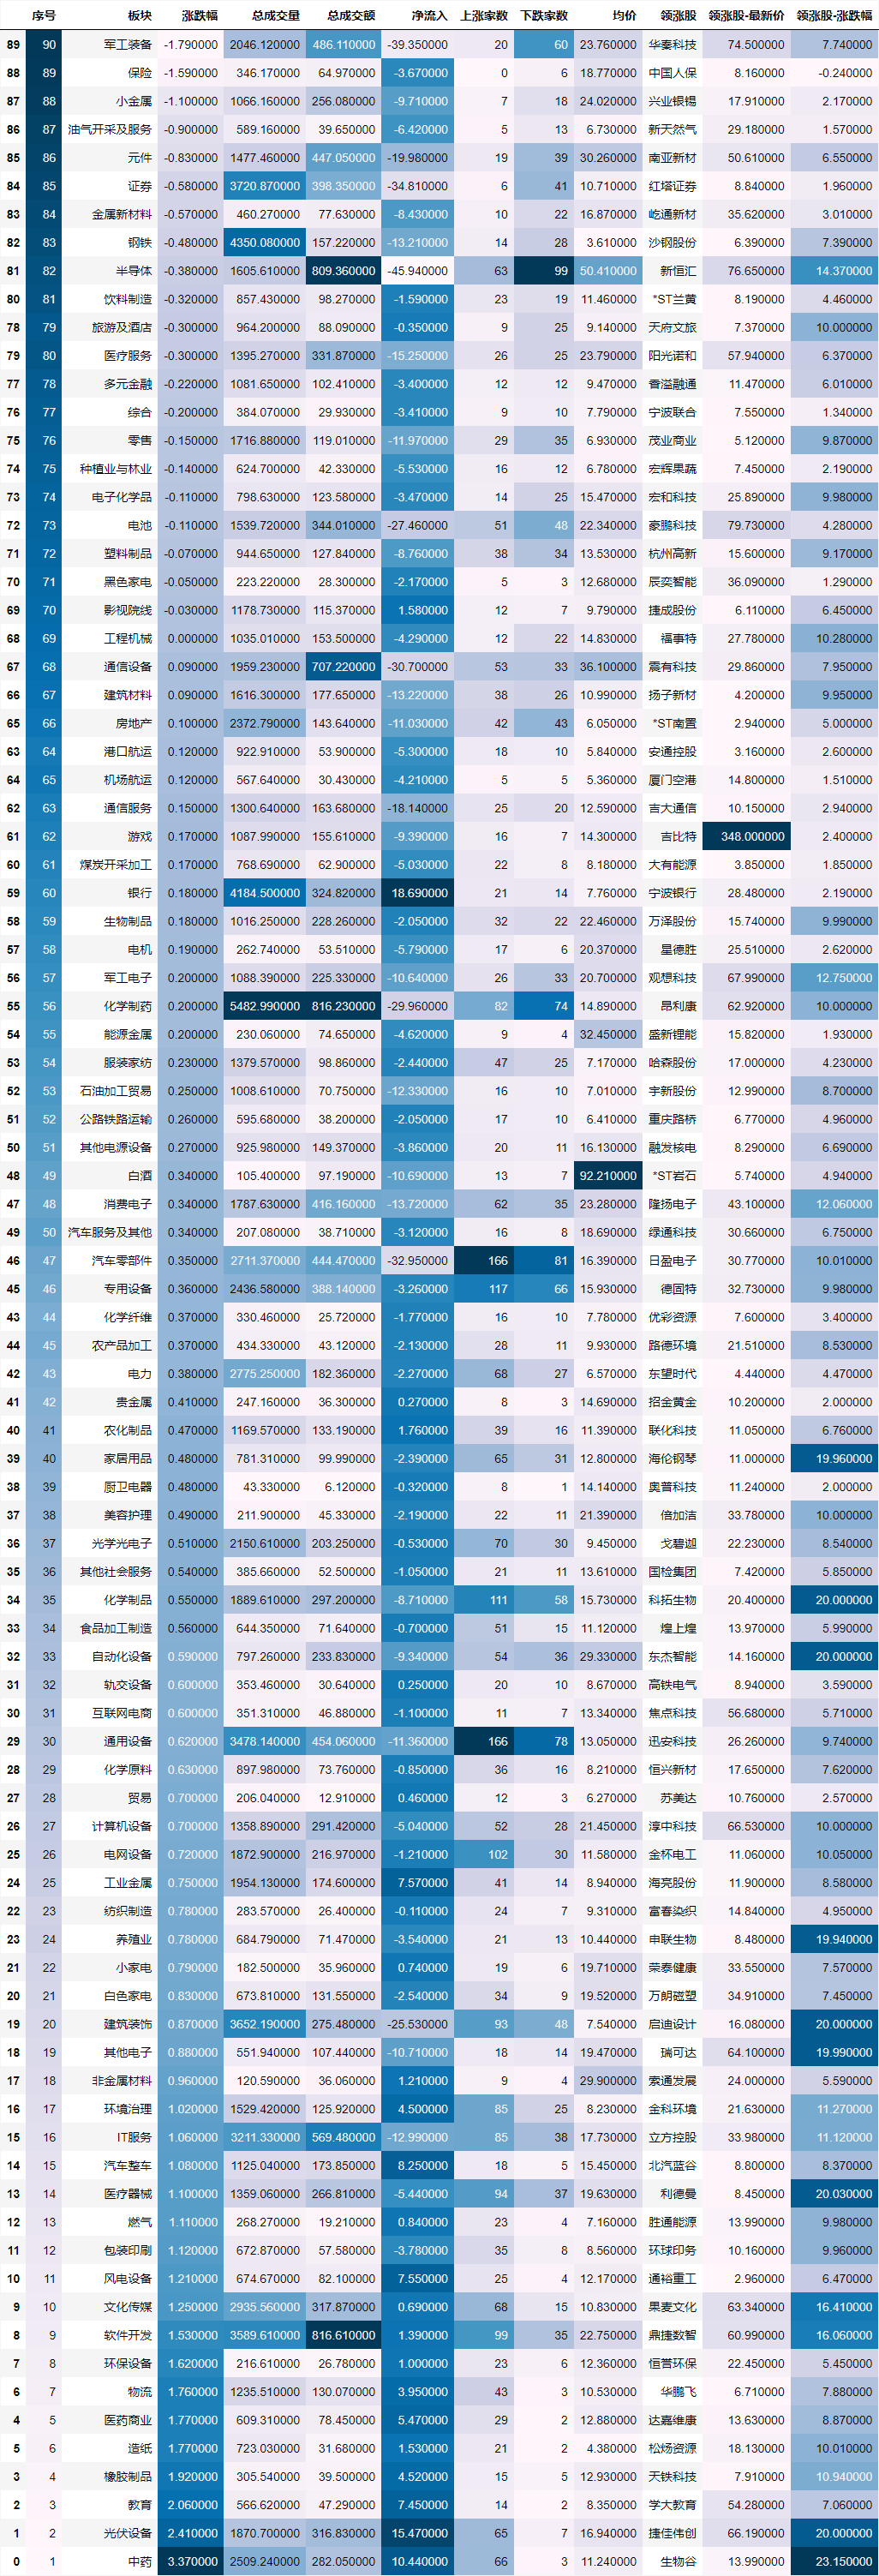 序号 板块 涨跌幅 总成交量 总成交额 净流入 上涨家数 下跌家数 均价 领涨股 领涨股-最新价 领涨股-涨跌幅
89 90 军工装备 -1.790000 2046.120000 486.110000 -39.350000 20 60 23.760000 华秦科技 74.500000 7.740000
88 89 保险 -1.590000 346.170000 64.970000 -3.670000 0 6 18.770000 中国人保 8.160000 -0.240000
87 88 小金属 -1.100000 1066.160000 256.080000 -9.710000 7 18 24.020000 兴业银锡 17.910000 2.170000
86 87 油气开采及服务 -0.900000 589.160000 39.650000 -6.420000 5 13 6.730000 新天然气 29.180000 1.570000
85 86 元件 -0.830000 1477.460000 447.050000 -19.980000 19 39 30.260000 南亚新材 50.610000 6.550000
84 85 证券 -0.580000 3720.870000 398.350000 -34.810000 6 41 10.710000 红塔证券 8.840000 1.960000
83 84 金属新材料 -0.570000 460.270000 77.630000 -8.430000 10 22 16.870000 屹通新材 35.620000 3.010000
82 83 钢铁 -0.480000 4350.080000 157.220000 -13.210000 14 28 3.610000 沙钢股份 6.390000 7.390000
81 82 半导体 -0.380000 1605.610000 809.360000 -45.940000 63 99 50.410000 新恒汇 76.650000 14.370000
80 81 饮料制造 -0.320000 857.430000 98.270000 -1.590000 23 19 11.460000 *ST兰黄 8.190000 4.460000
78 79 旅游及酒店 -0.300000 964.200000 88.090000 -0.350000 9 25 9.140000 天府文旅 7.370000 10.000000
79 80 医疗服务 -0.300000 1395.270000 331.870000 -15.250000 26 25 23.790000 阳光诺和 57.940000 6.370000
77 78 多元金融 -0.220000 1081.650000 102.410000 -3.400000 12 12 9.470000 香溢融通 11.470000 6.010000
76 77 综合 -0.200000 384.070000 29.930000 -3.410000 9 10 7.790000 宁波联合 7.550000 1.340000
75 76 零售 -0.150000 1716.880000 119.010000 -11.970000 29 35 6.930000 茂业商业 5.120000 9.870000
74 75 种植业与林业 -0.140000 624.700000 42.330000 -5.530000 16 12 6.780000 宏辉果蔬 7.450000 2.190000
73 74 电子化学品 -0.110000 798.630000 123.580000 -3.470000 14 25 15.470000 宏和科技 25.890000 9.980000
72 73 电池 -0.110000 1539.720000 344.010000 -27.460000 51 48 22.340000 豪鹏科技 79.730000 4.280000
71 72 塑料制品 -0.070000 944.650000 127.840000 -8.760000 38 34 13.530000 杭州高新 15.600000 9.170000
70 71 黑色家电 -0.050000 223.220000 28.300000 -2.170000 5 3 12.680000 辰奕智能 36.090000 1.290000
69 70 影视院线 -0.030000 1178.730000 115.370000 1.580000 12 7 9.790000 捷成股份 6.110000 6.450000
68 69 工程机械 0.000000 1035.010000 153.500000 -4.290000 12 22 14.830000 福事特 27.780000 10.280000
67 68 通信设备 0.090000 1959.230000 707.220000 -30.700000 53 33 36.100000 震有科技 29.860000 7.950000
66 67 建筑材料 0.090000 1616.300000 177.650000 -13.220000 38 26 10.990000 扬子新材 4.200000 9.950000
65 66 房地产 0.100000 2372.790000 143.640000 -11.030000 42 43 6.050000 *ST南置 2.940000 5.000000
63 64 港口航运 0.120000 922.910000 53.900000 -5.300000 18 10 5.840000 安通控股 3.160000 2.600000
64 65 机场航运 0.120000 567.640000 30.430000 -4.210000 5 5 5.360000 厦门空港 14.800000 1.510000
62 63 通信服务 0.150000 1300.640000 163.680000 -18.140000 25 20 12.590000 吉大通信 10.150000 2.940000
61 62 游戏 0.170000 1087.990000 155.610000 -9.390000 16 7 14.300000 吉比特 348.000000 2.400000
60 61 煤炭开采加工 0.170000 768.690000 62.900000 -5.030000 22 8 8.180000 大有能源 3.850000 1.850000
59 60 银行 0.180000 4184.500000 324.820000 18.690000 21 14 7.760000 宁波银行 28.480000 2.190000
58 59 生物制品 0.180000 1016.250000 228.260000 -2.050000 32 22 22.460000 万泽股份 15.740000 9.990000
57 58 电机 0.190000 262.740000 53.510000 -5.790000 17 6 20.370000 星德胜 25.510000 2.620000
56 57 军工电子 0.200000 1088.390000 225.330000 -10.640000 26 33 20.700000 观想科技 67.990000 12.750000
55 56 化学制药 0.200000 5482.990000 816.230000 -29.960000 82 74 14.890000 昂利康 62.920000 10.000000
54 55 能源金属 0.200000 230.060000 74.650000 -4.620000 9 4 32.450000 盛新锂能 15.820000 1.930000
53 54 服装家纺 0.230000 1379.570000 98.860000 -2.440000 47 25 7.170000 哈森股份 17.000000 4.230000
52 53 石油加工贸易 0.250000 1008.610000 70.750000 -12.330000 16 10 7.010000 宇新股份 12.990000 8.700000
51 52 公路铁路运输 0.260000 595.680000 38.200000 -2.050000 17 10 6.410000 重庆路桥 6.770000 4.960000
50 51 其他电源设备 0.270000 925.980000 149.370000 -3.860000 20 11 16.130000 融发核电 8.290000 6.690000
48 49 白酒 0.340000 105.400000 97.190000 -10.690000 13 7 92.210000 *ST岩石 5.740000 4.940000
47 48 消费电子 0.340000 1787.630000 416.160000 -13.720000 62 35 23.280000 隆扬电子 43.100000 12.060000
49 50 汽车服务及其他 0.340000 207.080000 38.710000 -3.120000 16 8 18.690000 绿通科技 30.660000 6.750000
46 47 汽车零部件 0.350000 2711.370000 444.470000 -32.950000 166 81 16.390000 日盈电子 30.770000 10.010000
45 46 专用设备 0.360000 2436.580000 388.140000 -3.260000 117 66 15.930000 德固特 32.730000 9.980000
43 44 化学纤维 0.370000 330.460000 25.720000 -1.770000 16 10 7.780000 优彩资源 7.600000 3.400000
44 45 农产品加工 0.370000 434.330000 43.120000 -2.130000 28 11 9.930000 路德环境 21.510000 8.530000
42 43 电力 0.380000 2775.250000 182.360000 -2.270000 68 27 6.570000 东望时代 4.440000 4.470000
41 42 贵金属 0.410000 247.160000 36.300000 0.270000 8 3 14.690000 招金黄金 10.200000 2.000000
40 41 农化制品 0.470000 1169.570000 133.190000 1.760000 39 16 11.390000 联化科技 11.050000 6.760000
39 40 家居用品 0.480000 781.310000 99.990000 -2.390000 65 31 12.800000 海伦钢琴 11.000000 19.960000
38 39 厨卫电器 0.480000 43.330000 6.120000 -0.320000 8 1 14.140000 奥普科技 11.240000 2.000000
37 38 美容护理 0.490000 211.900000 45.330000 -2.190000 22 11 21.390000 倍加洁 33.780000 10.000000
36 37 光学光电子 0.510000 2150.610000 203.250000 -0.530000 70 30 9.450000 戈碧迦 22.230000 8.540000
35 36 其他社会服务 0.540000 385.660000 52.500000 -1.050000 21 11 13.610000 国检集团 7.420000 5.850000
34 35 化学制品 0.550000 1889.610000 297.200000 -8.710000 111 58 15.730000 科拓生物 20.400000 20.000000
33 34 食品加工制造 0.560000 644.350000 71.640000 -0.700000 51 15 11.120000 煌上煌 13.970000 5.990000
32 33 自动化设备 0.590000 797.260000 233.830000 -9.340000 54 36 29.330000 东杰智能 14.160000 20.000000
31 32 轨交设备 0.600000 353.460000 30.640000 0.250000 20 10 8.670000 高铁电气 8.940000 3.590000
30 31 互联网电商 0.600000 351.310000 46.880000 -1.100000 11 7 13.340000 焦点科技 56.680000 5.710000
29 30 通用设备 0.620000 3478.140000 454.060000 -11.360000 166 78 13.050000 迅安科技 26.260000 9.740000
28 29 化学原料 0.630000 897.980000 73.760000 -0.850000 36 16 8.210000 恒兴新材 17.650000 7.620000
27 28 贸易 0.700000 206.040000 12.910000 0.460000 12 3 6.270000 苏美达 10.760000 2.570000
26 27 计算机设备 0.700000 1358.890000 291.420000 -5.040000 52 28 21.450000 淳中科技 66.530000 10.000000
25 26 电网设备 0.720000 1872.900000 216.970000 -1.210000 102 30 11.580000 金杯电工 11.060000 10.050000
24 25 工业金属 0.750000 1954.130000 174.600000 7.570000 41 14 8.940000 海亮股份 11.900000 8.580000
22 23 纺织制造 0.780000 283.570000 26.400000 -0.110000 24 7 9.310000 富春染织 14.840000 4.950000
23 24 养殖业 0.780000 684.790000 71.470000 -3.540000 21 13 10.440000 申联生物 8.480000 19.940000
21 22 小家电 0.790000 182.500000 35.960000 0.740000 19 6 19.710000 荣泰健康 33.550000 7.570000
20 21 白色家电 0.830000 673.810000 131.550000 -2.540000 34 9 19.520000 万朗磁塑 34.910000 7.450000
19 20 建筑装饰 0.870000 3652.190000 275.480000 -25.530000 93 48 7.540000 启迪设计 16.080000 20.000000
18 19 其他电子 0.880000 551.940000 107.440000 -10.710000 18 14 19.470000 瑞可达 64.100000 19.990000
17 18 非金属材料 0.960000 120.590000 36.060000 1.210000 9 4 29.900000 索通发展 24.000000 5.590000
16 17 环境治理 1.020000 1529.420000 125.920000 4.500000 85 25 8.230000 金科环境 21.630000 11.270000
15 16 IT服务 1.060000 3211.330000 569.480000 -12.990000 85 38 17.730000 立方控股 33.980000 11.120000
14 15 汽车整车 1.080000 1125.040000 173.850000 8.250000 18 5 15.450000 北汽蓝谷 8.800000 8.370000
13 14 医疗器械 1.100000 1359.060000 266.810000 -5.440000 94 37 19.630000 利德曼 8.450000 20.030000
12 13 燃气 1.110000 268.270000 19.210000 0.840000 23 4 7.160000 胜通能源 13.990000 9.980000
11 12 包装印刷 1.120000 672.870000 57.580000 -3.780000 35 8 8.560000 环球印务 10.160000 9.960000
10 11 风电设备 1.210000 674.670000 82.100000 7.550000 25 4 12.170000 通裕重工 2.960000 6.470000
9 10 文化传媒 1.250000 2935.560000 317.870000 0.690000 68 15 10.830000 果麦文化 63.340000 16.410000
8 9 软件开发 1.530000 3589.610000 816.610000 1.390000 99 35 22.750000 鼎捷数智 60.990000 16.060000
7 8 环保设备 1.620000 216.610000 26.780000 1.000000 23 6 12.360000 恒誉环保 22.450000 5.450000
6 7 物流 1.760000 1235.510000 130.070000 3.950000 43 3 10.530000 华鹏飞 6.710000 7.880000
4 5 医药商业 1.770000 609.310000 78.450000 5.470000 29 2 12.880000 达嘉维康 13.630000 8.870000
5 6 造纸 1.770000 723.030000 31.680000 1.530000 21 2 4.380000 松炀资源 18.130000 10.010000
3 4 橡胶制品 1.920000 305.540000 39.500000 4.520000 15 5 12.930000 天铁科技 7.910000 10.940000
2 3 教育 2.060000 566.620000 47.290000 7.450000 14 2 8.350000 学大教育 54.280000 7.060000
1 2 光伏设备 2.410000 1870.700000 316.830000 15.470000 65 7 16.940000 捷佳伟创 66.190000 20.000000
0 1 中药 3.370000 2509.240000 282.050000 10.440000 66 3 11.240000 生物谷 13.990000 23.150000